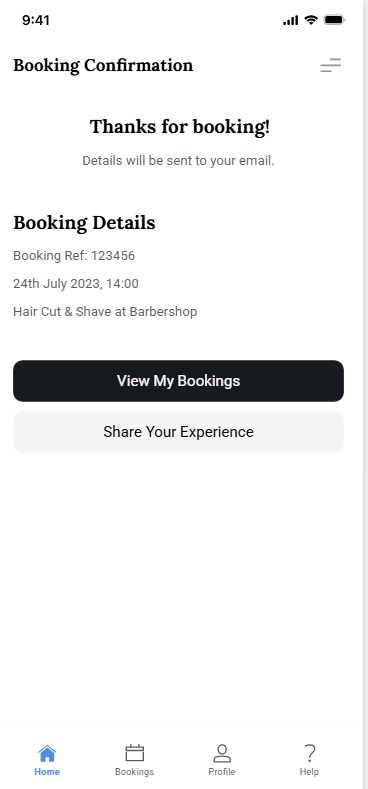 9:41
Booking Confirmation
Thanks for booking!
Details will be sent to your email.
Booking Details
Booking Ref: 123456
24th July 2023, 14:00
Hair Cut & Shave at Barbershop
View My Bookings
Share Your Experience
Home Bookings Profile Help